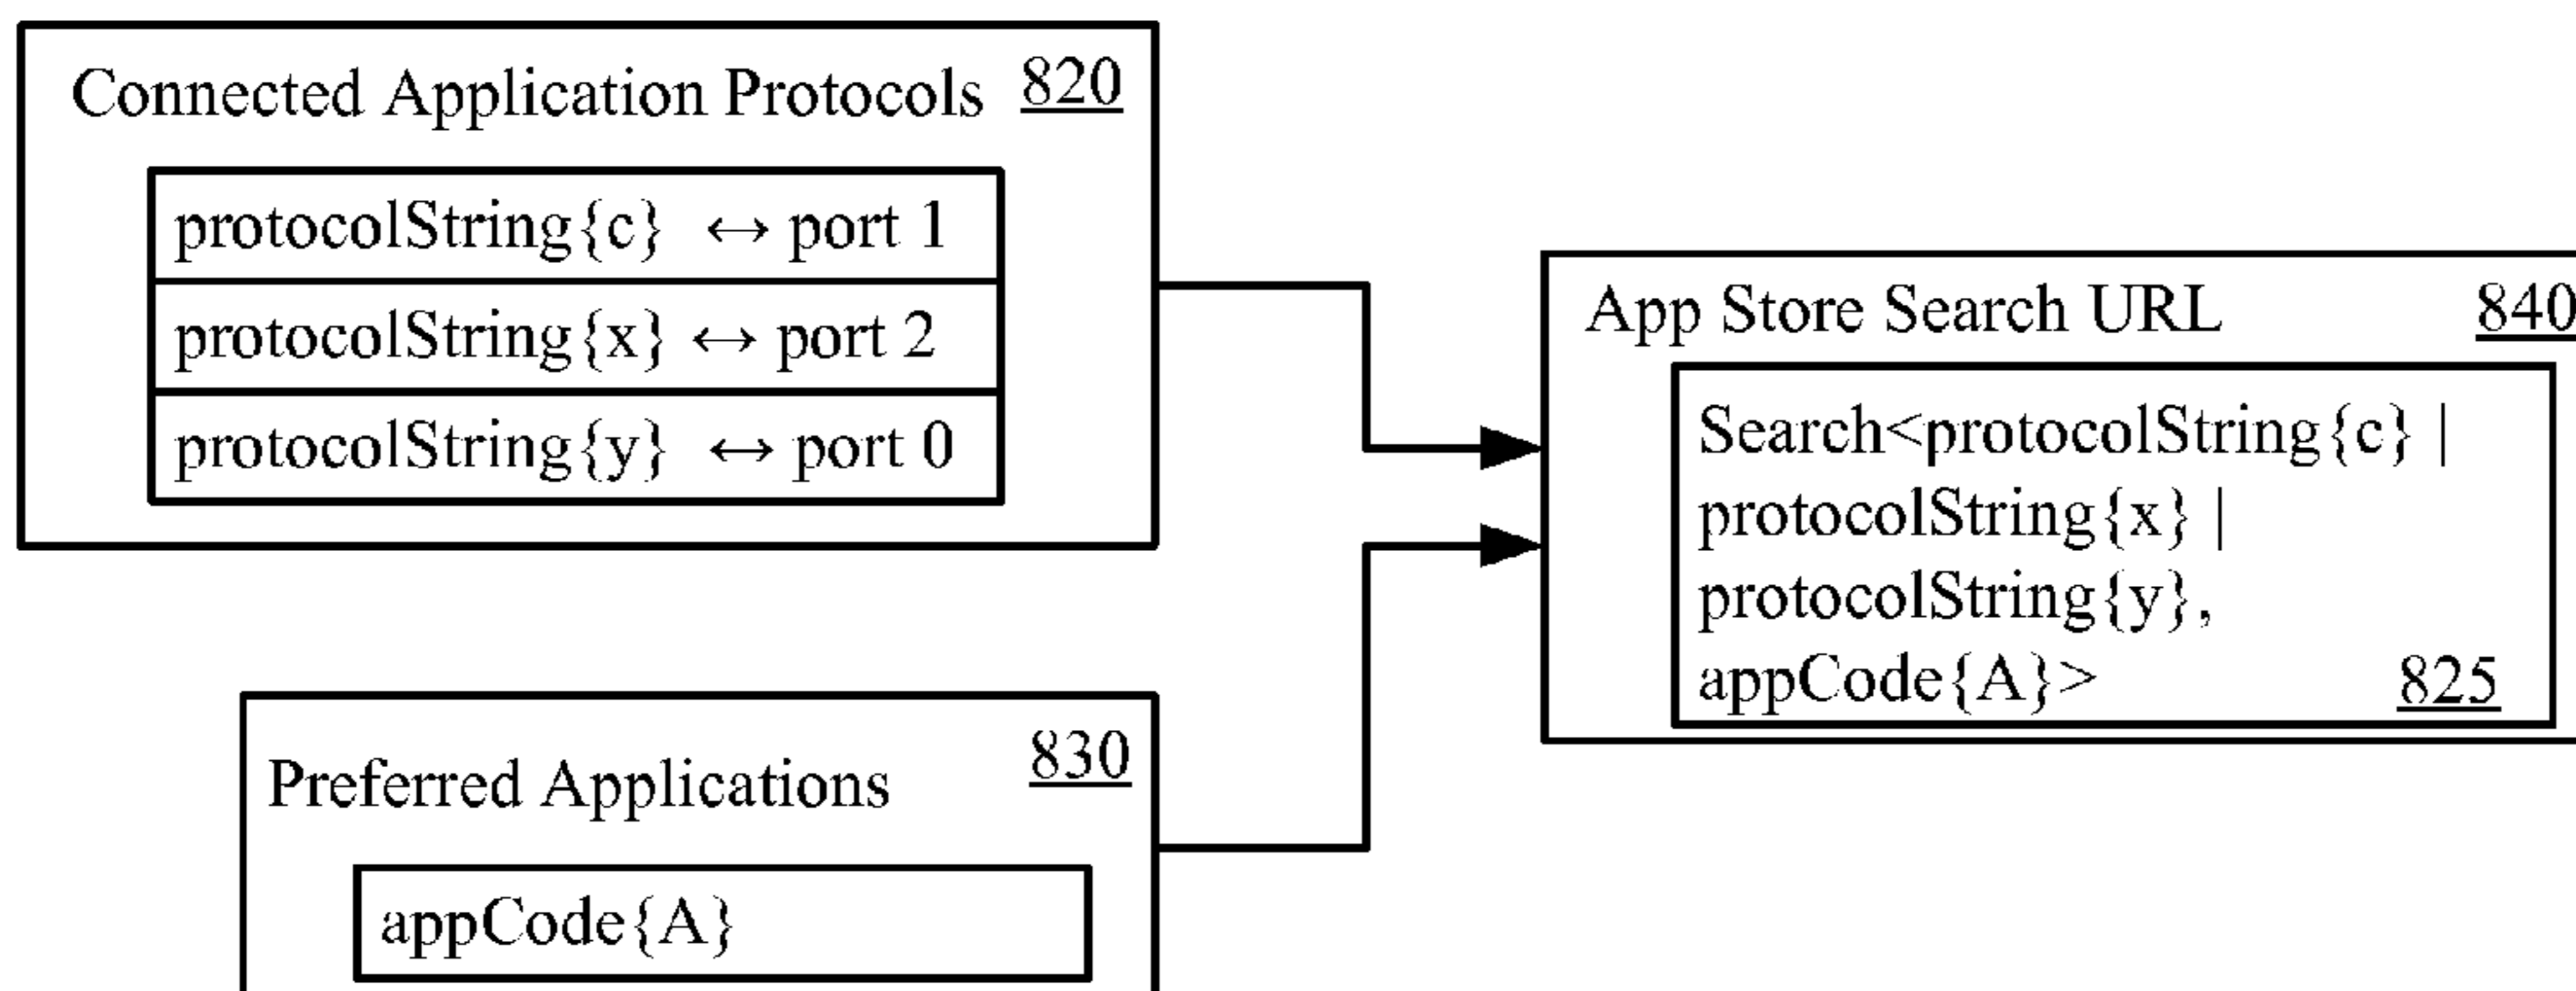 Connected Application Protocols 820
protocolString{c} ↔ port 1
protocolString{x} ↔ port 2
protocolString{y} ↔ port 0
App Store Search URL 840
Search<protocolString{c} |
protocolString{x} |
protocolString{y},
appCode{A}> 825
Preferred Applications 830
appCode{A}